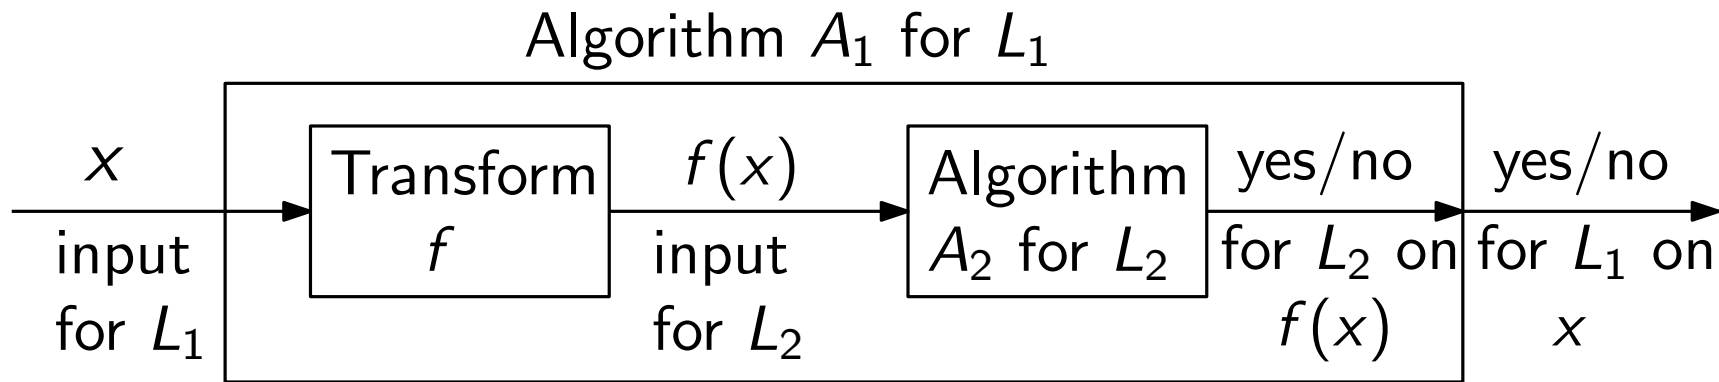 Algorithm A₁ for L₁
x
input
for L₁
Transform
f
f(x)
input
for L₂
Algorithm
A₂ for L₂
yes/no
for L₂ on
f(x)
yes/no
for L₁ on
x